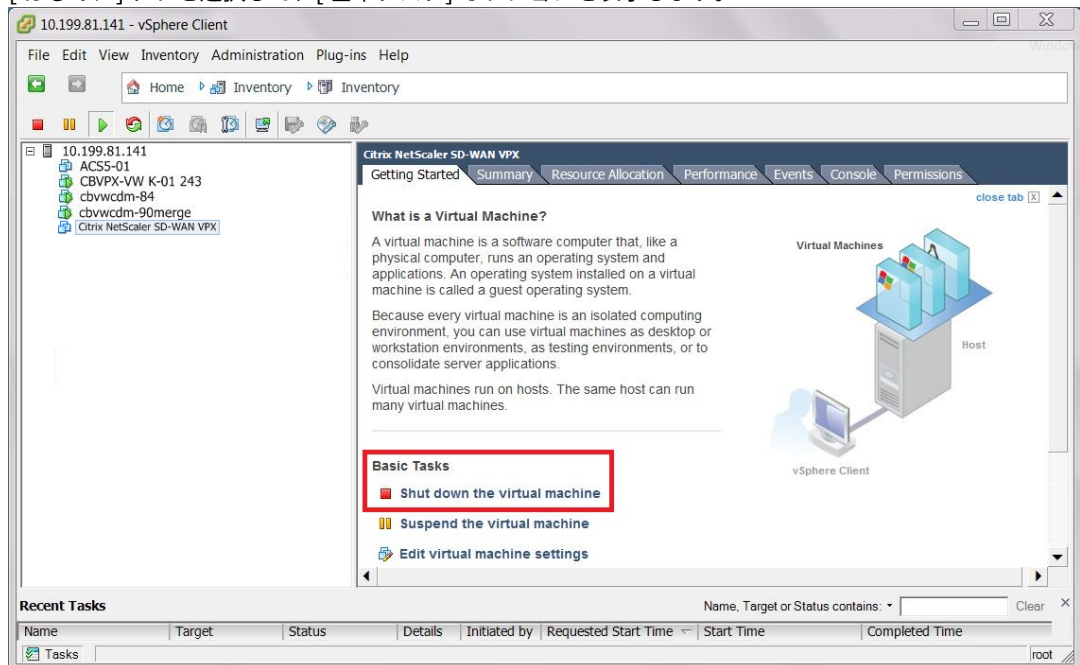 10.199.81.141 - vSphere Client
File Edit View Inventory Administration Plug-ins Help
Home Inventory Inventory
10.199.81.141
ACS5-01
CBVPX-VW K-01 243
cbvwcdm-84
cbvwcdm-90merge
Citrix NetScaler SD-WAN VPX
Citrix NetScaler SD-WAN VPX
Getting Started Summary Resource Allocation Performance Events Console Permissions
close tab
What is a Virtual Machine?
A virtual machine is a software computer that, like a
physical computer, runs an operating system and
applications. An operating system installed on a virtual
machine is called a guest operating system.
Because every virtual machine is an isolated computing
environment, you can use virtual machines as desktop or
workstation environments, as testing environments, or to
consolidate server applications.
Virtual machines run on hosts. The same host can run
many virtual machines.
Virtual Machines
Host
vSphere Client
Basic Tasks
Shut down the virtual machine
Suspend the virtual machine
Edit virtual machine settings
Recent Tasks
Name, Target or Status contains:
Clear
Name Target Status Details Initiated by Requested Start Time Start Time Completed Time
Tasks
root